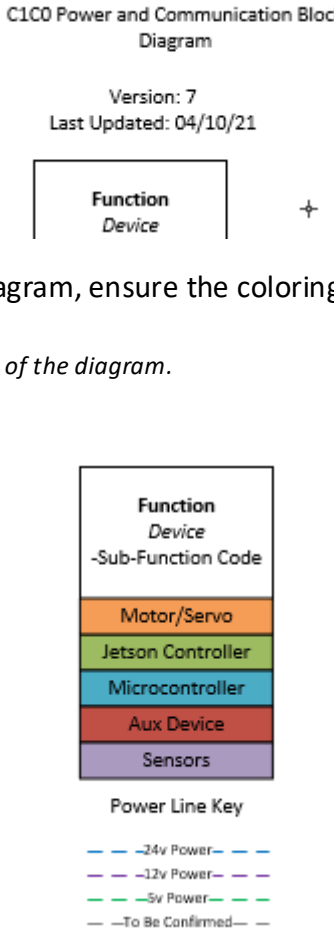 C1C0 Power and Communication Bloc
Diagram
Version: 7
Last Updated: 04/10/21
Function
Device
agram, ensure the coloring
of the diagram.
Function
Device
-Sub-Function Code
Motor/Servo
Jetson Controller
Microcontroller
Aux Device
Sensors
Power Line Key
24v Power
12v Power
5v Power
To Be Confirmed